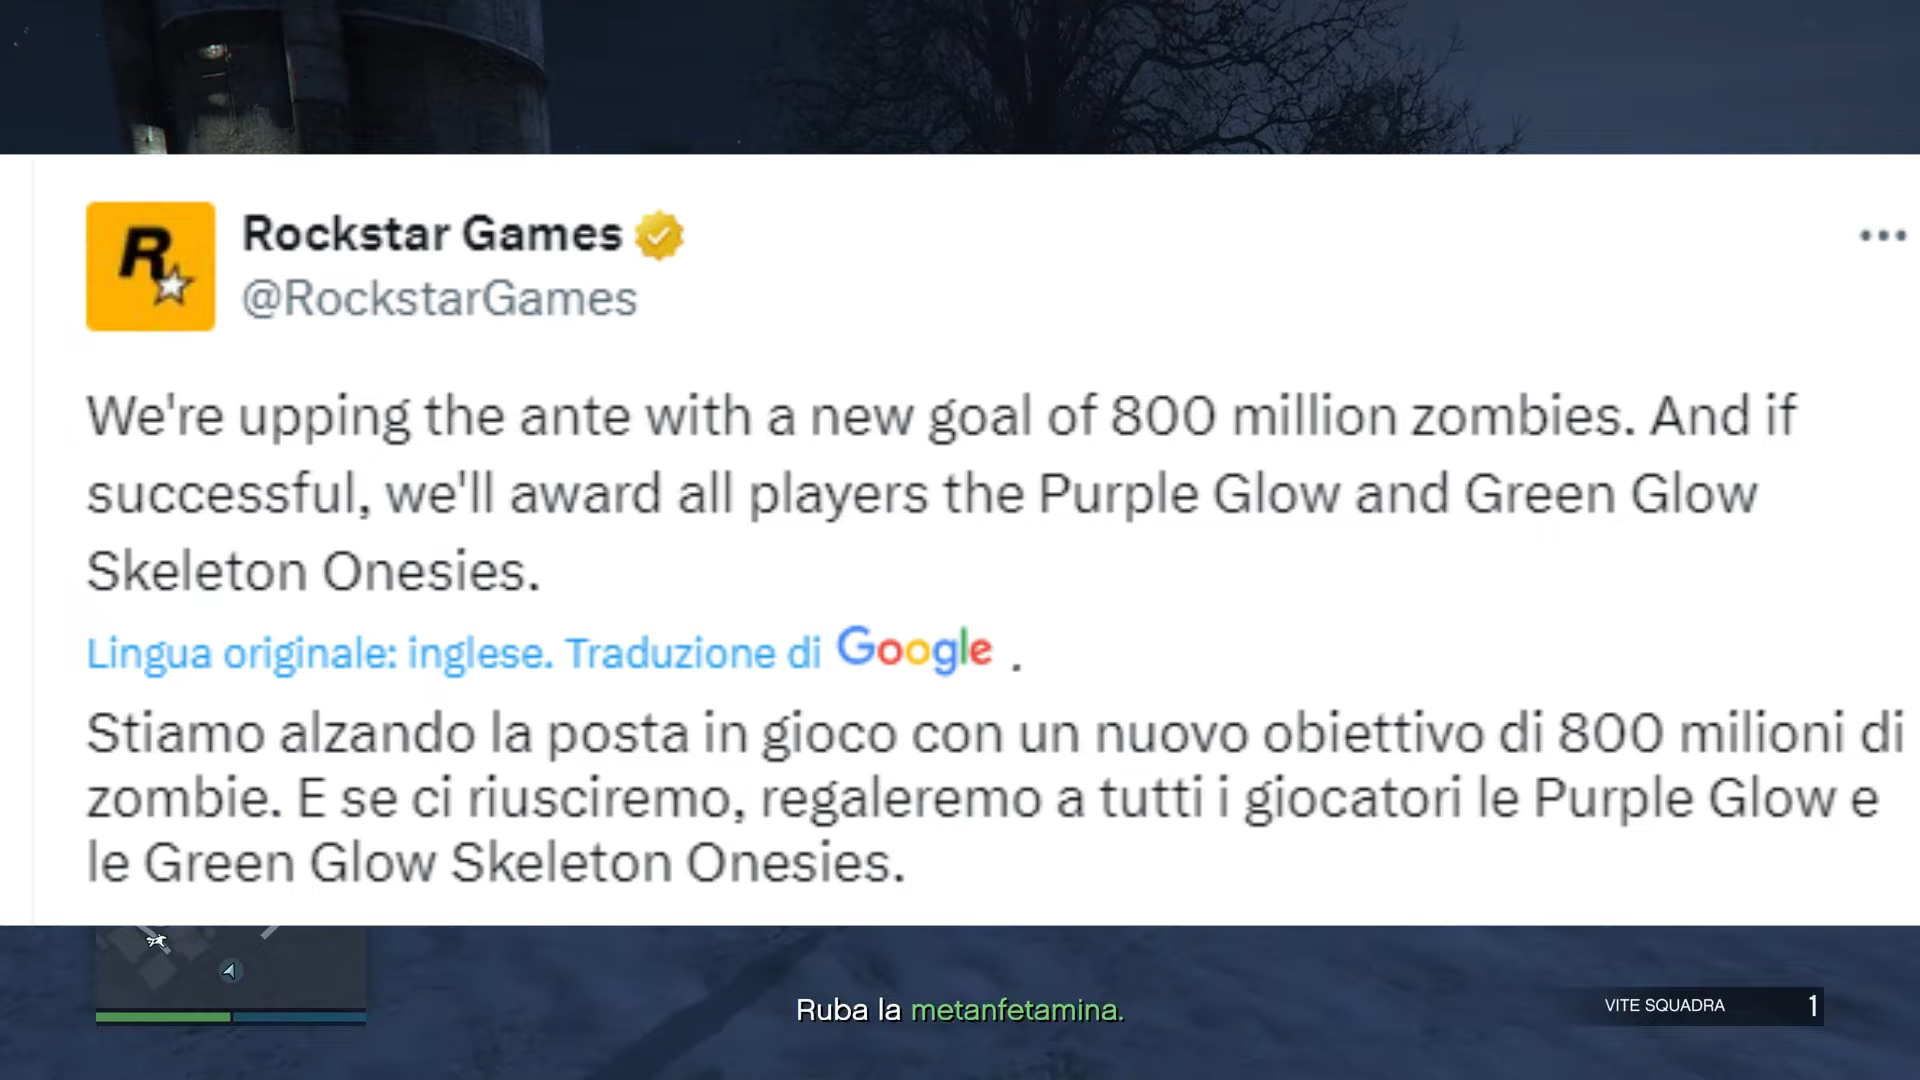 Rockstar Games
@RockstarGames
We're upping the ante with a new goal of 800 million zombies. And if
successful, we'll award all players the Purple Glow and Green Glow
Skeleton Onesies.
Lingua originale: inglese. Traduzione di Google .
Stiamo alzando la posta in gioco con un nuovo obiettivo di 800 milioni di
zombie. E se ci riusciremo, regaleremo a tutti i giocatori le Purple Glow e
le Green Glow Skeleton Onesies.
Ruba la metanfetamina.
VITE SQUADRA 1